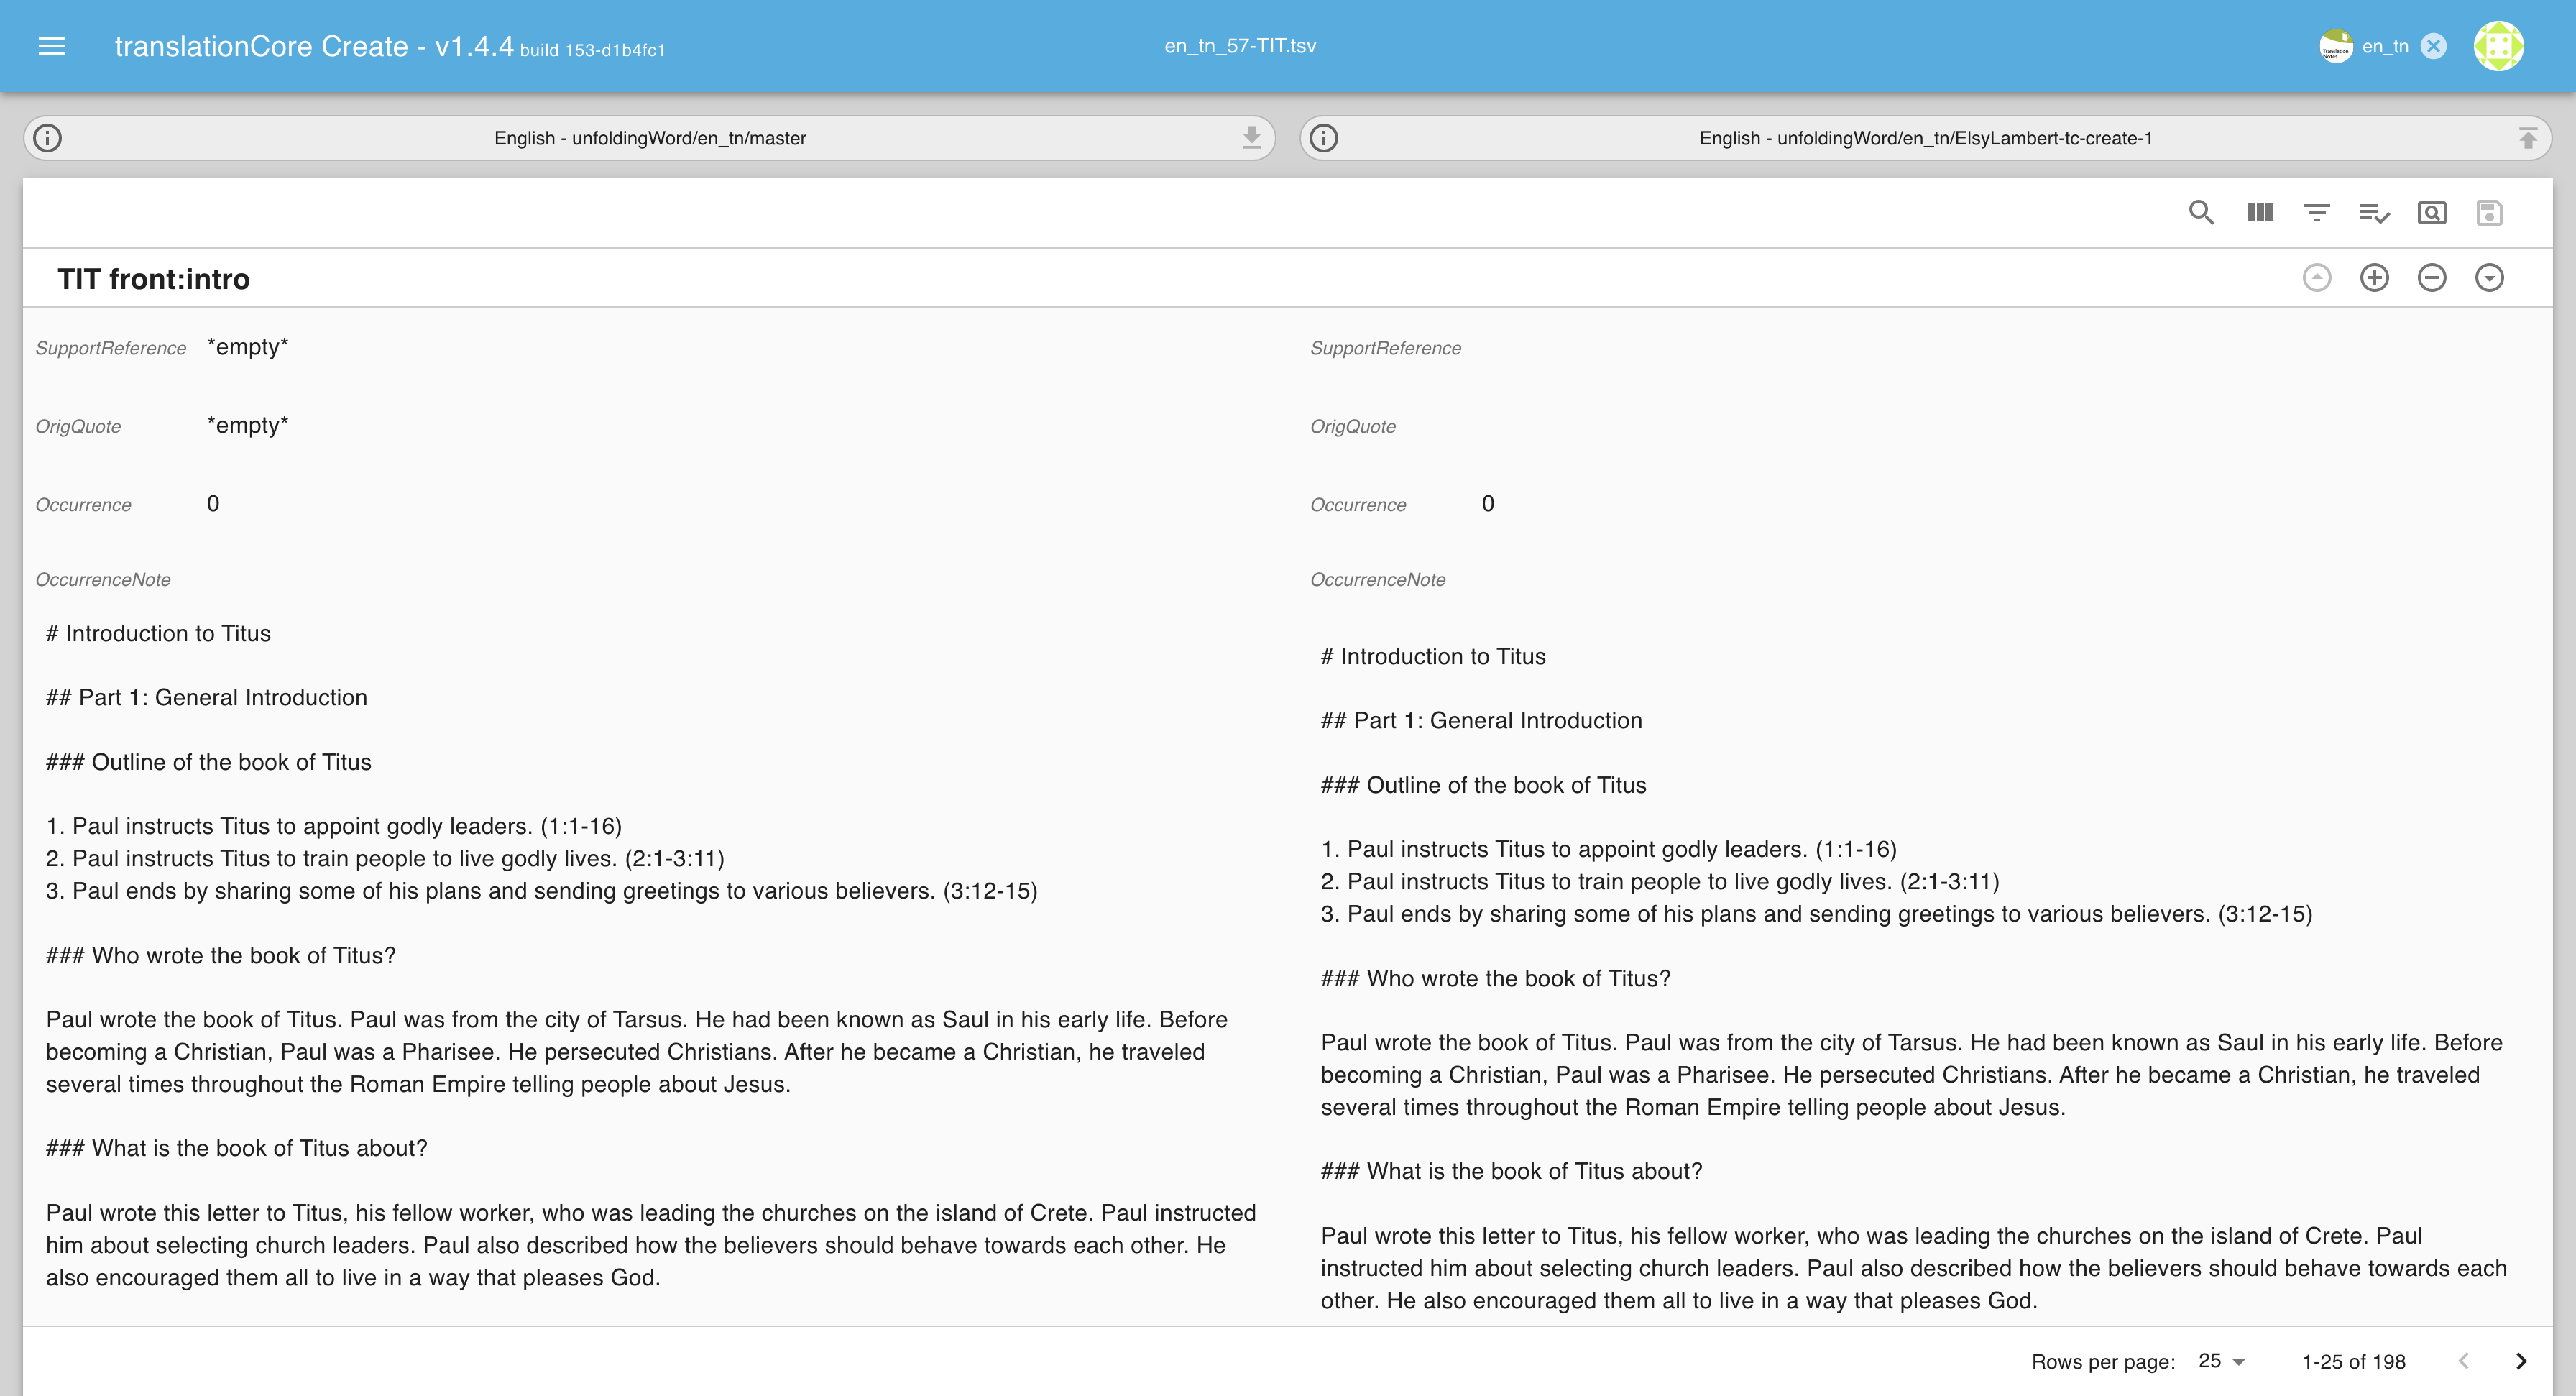 translationCore Create - v1.4.4 build 153-d1b4fc1
en_tn_57-TIT.tsv
Translation
Notes
en_tn
English - unfoldingWord/en_tn/master
English - unfoldingWord/en_tn/ElsyLambert-tc-create-1
TIT front:intro
SupportReference *empty*
OrigQuote *empty*
Occurrence 0
OccurrenceNote
# Introduction to Titus
## Part 1: General Introduction
### Outline of the book of Titus
1. Paul instructs Titus to appoint godly leaders. (1:1-16)
2. Paul instructs Titus to train people to live godly lives. (2:1-3:11)
3. Paul ends by sharing some of his plans and sending greetings to various believers. (3:12-15)
### Who wrote the book of Titus?
Paul wrote the book of Titus. Paul was from the city of Tarsus. He had been known as Saul in his early life. Before
becoming a Christian, Paul was a Pharisee. He persecuted Christians. After he became a Christian, he traveled
several times throughout the Roman Empire telling people about Jesus.
### What is the book of Titus about?
Paul wrote this letter to Titus, his fellow worker, who was leading the churches on the island of Crete. Paul instructed
him about selecting church leaders. Paul also described how the believers should behave towards each other. He
also encouraged them all to live in a way that pleases God.
SupportReference
OrigQuote
Occurrence 0
OccurrenceNote
# Introduction to Titus
## Part 1: General Introduction
### Outline of the book of Titus
1. Paul instructs Titus to appoint godly leaders. (1:1-16)
2. Paul instructs Titus to train people to live godly lives. (2:1-3:11)
3. Paul ends by sharing some of his plans and sending greetings to various believers. (3:12-15)
### Who wrote the book of Titus?
Paul wrote the book of Titus. Paul was from the city of Tarsus. He had been known as Saul in his early life. Before
becoming a Christian, Paul was a Pharisee. He persecuted Christians. After he became a Christian, he traveled
several times throughout the Roman Empire telling people about Jesus.
### What is the book of Titus about?
Paul wrote this letter to Titus, his fellow worker, who was leading the churches on the island of Crete. Paul
instructed him about selecting church leaders. Paul also described how the believers should behave towards each
other. He also encouraged them all to live in a way that pleases God.
Rows per page: 25 1-25 of 198